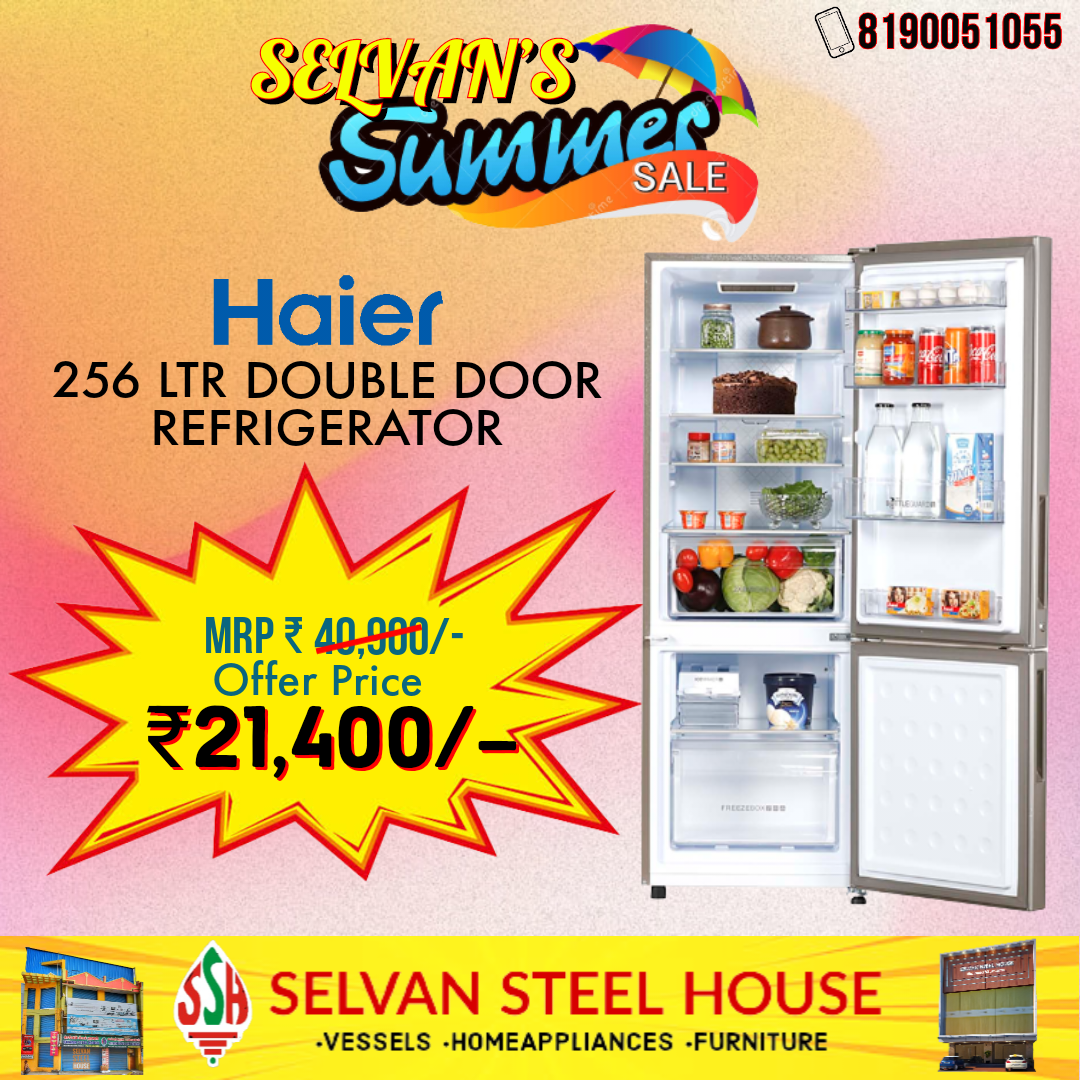 8190051055
SELVAN'S
Summer
SALE
Haier
256 LTR DOUBLE DOOR
REFRIGERATOR
MRP ₹ 40,900/-
Offer Price
₹21,400/-
SSH
SELVAN STEEL HOUSE
·VESSELS ·HOMEAPPLIANCES ·FURNITURE